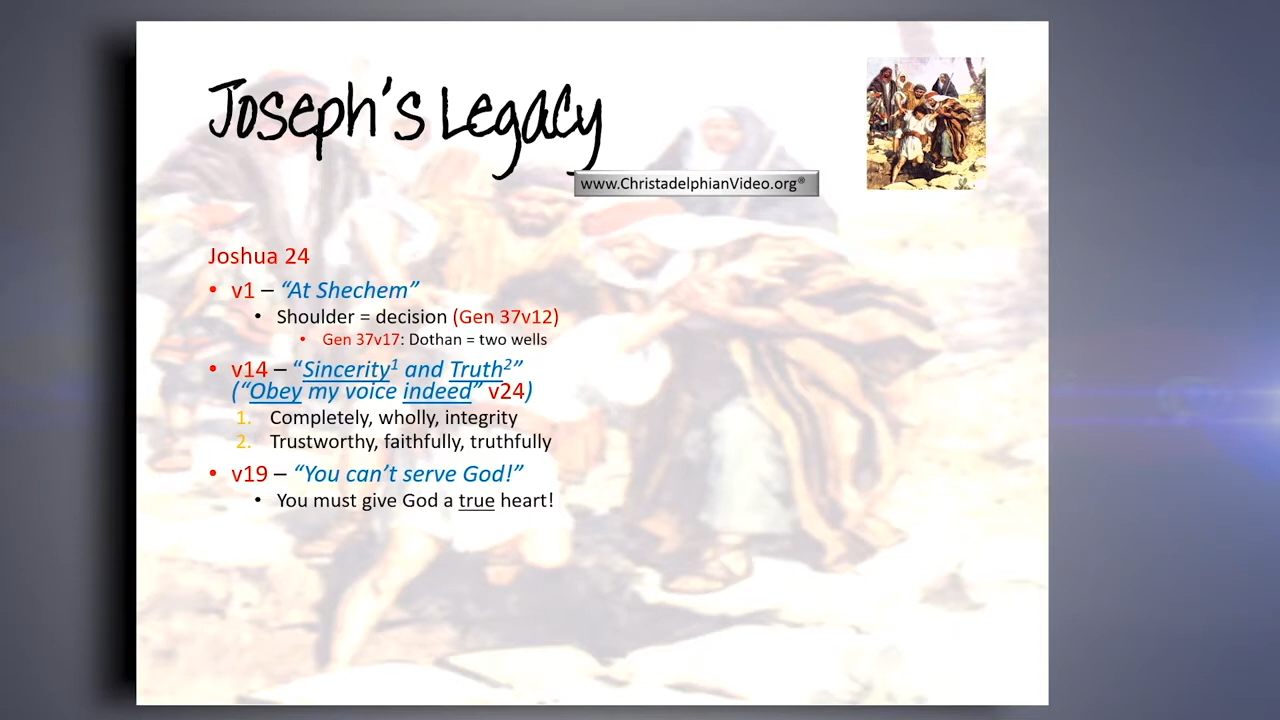 Joseph's Legacy
www.ChristadelphianVideo.org®
Joshua 24
• v1 – “At Shechem”
• Shoulder = decision (Gen 37v12)
• Gen 37v17: Dothan = two wells
• v14 – “Sincerity¹ and Truth²”
(“Obey my voice indeed” v24)
1. Completely, wholly, integrity
2. Trustworthy, faithfully, truthfully
• v19 – “You can’t serve God!”
• You must give God a true heart!